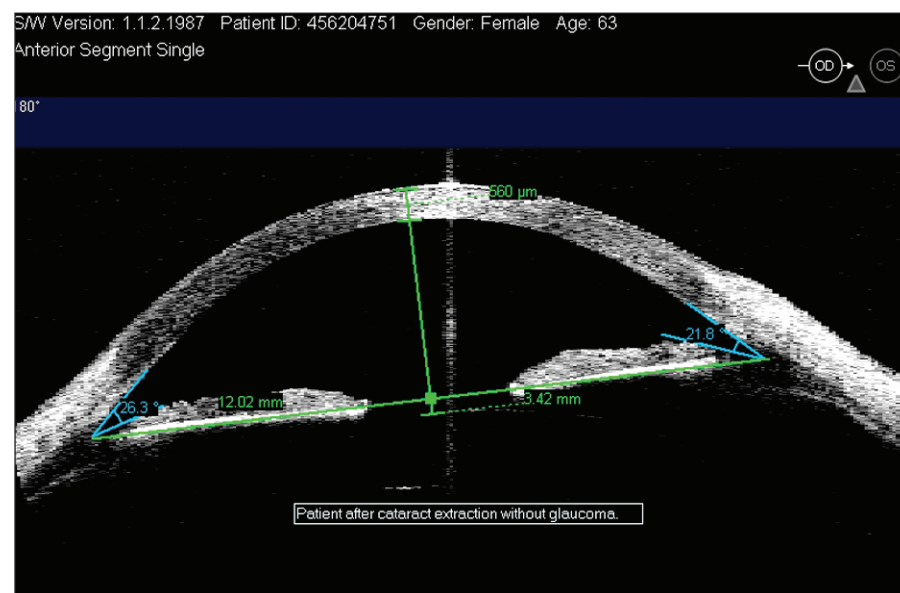 S/W Version: 1.1.2.1987 Patient ID: 456204751 Gender: Female Age: 63
Anterior Segment Single
OD OS
80°
560 µm
21.8 °
26.3 °
12.02 mm
3.42 mm
Patient after cataract extraction without glaucoma.